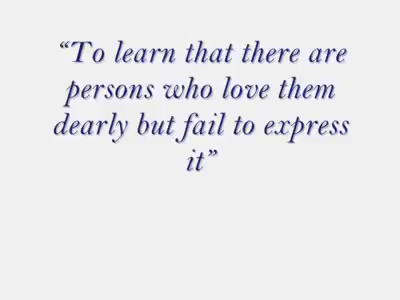 “To learn that there are
persons who love them
dearly but fail to express
it”